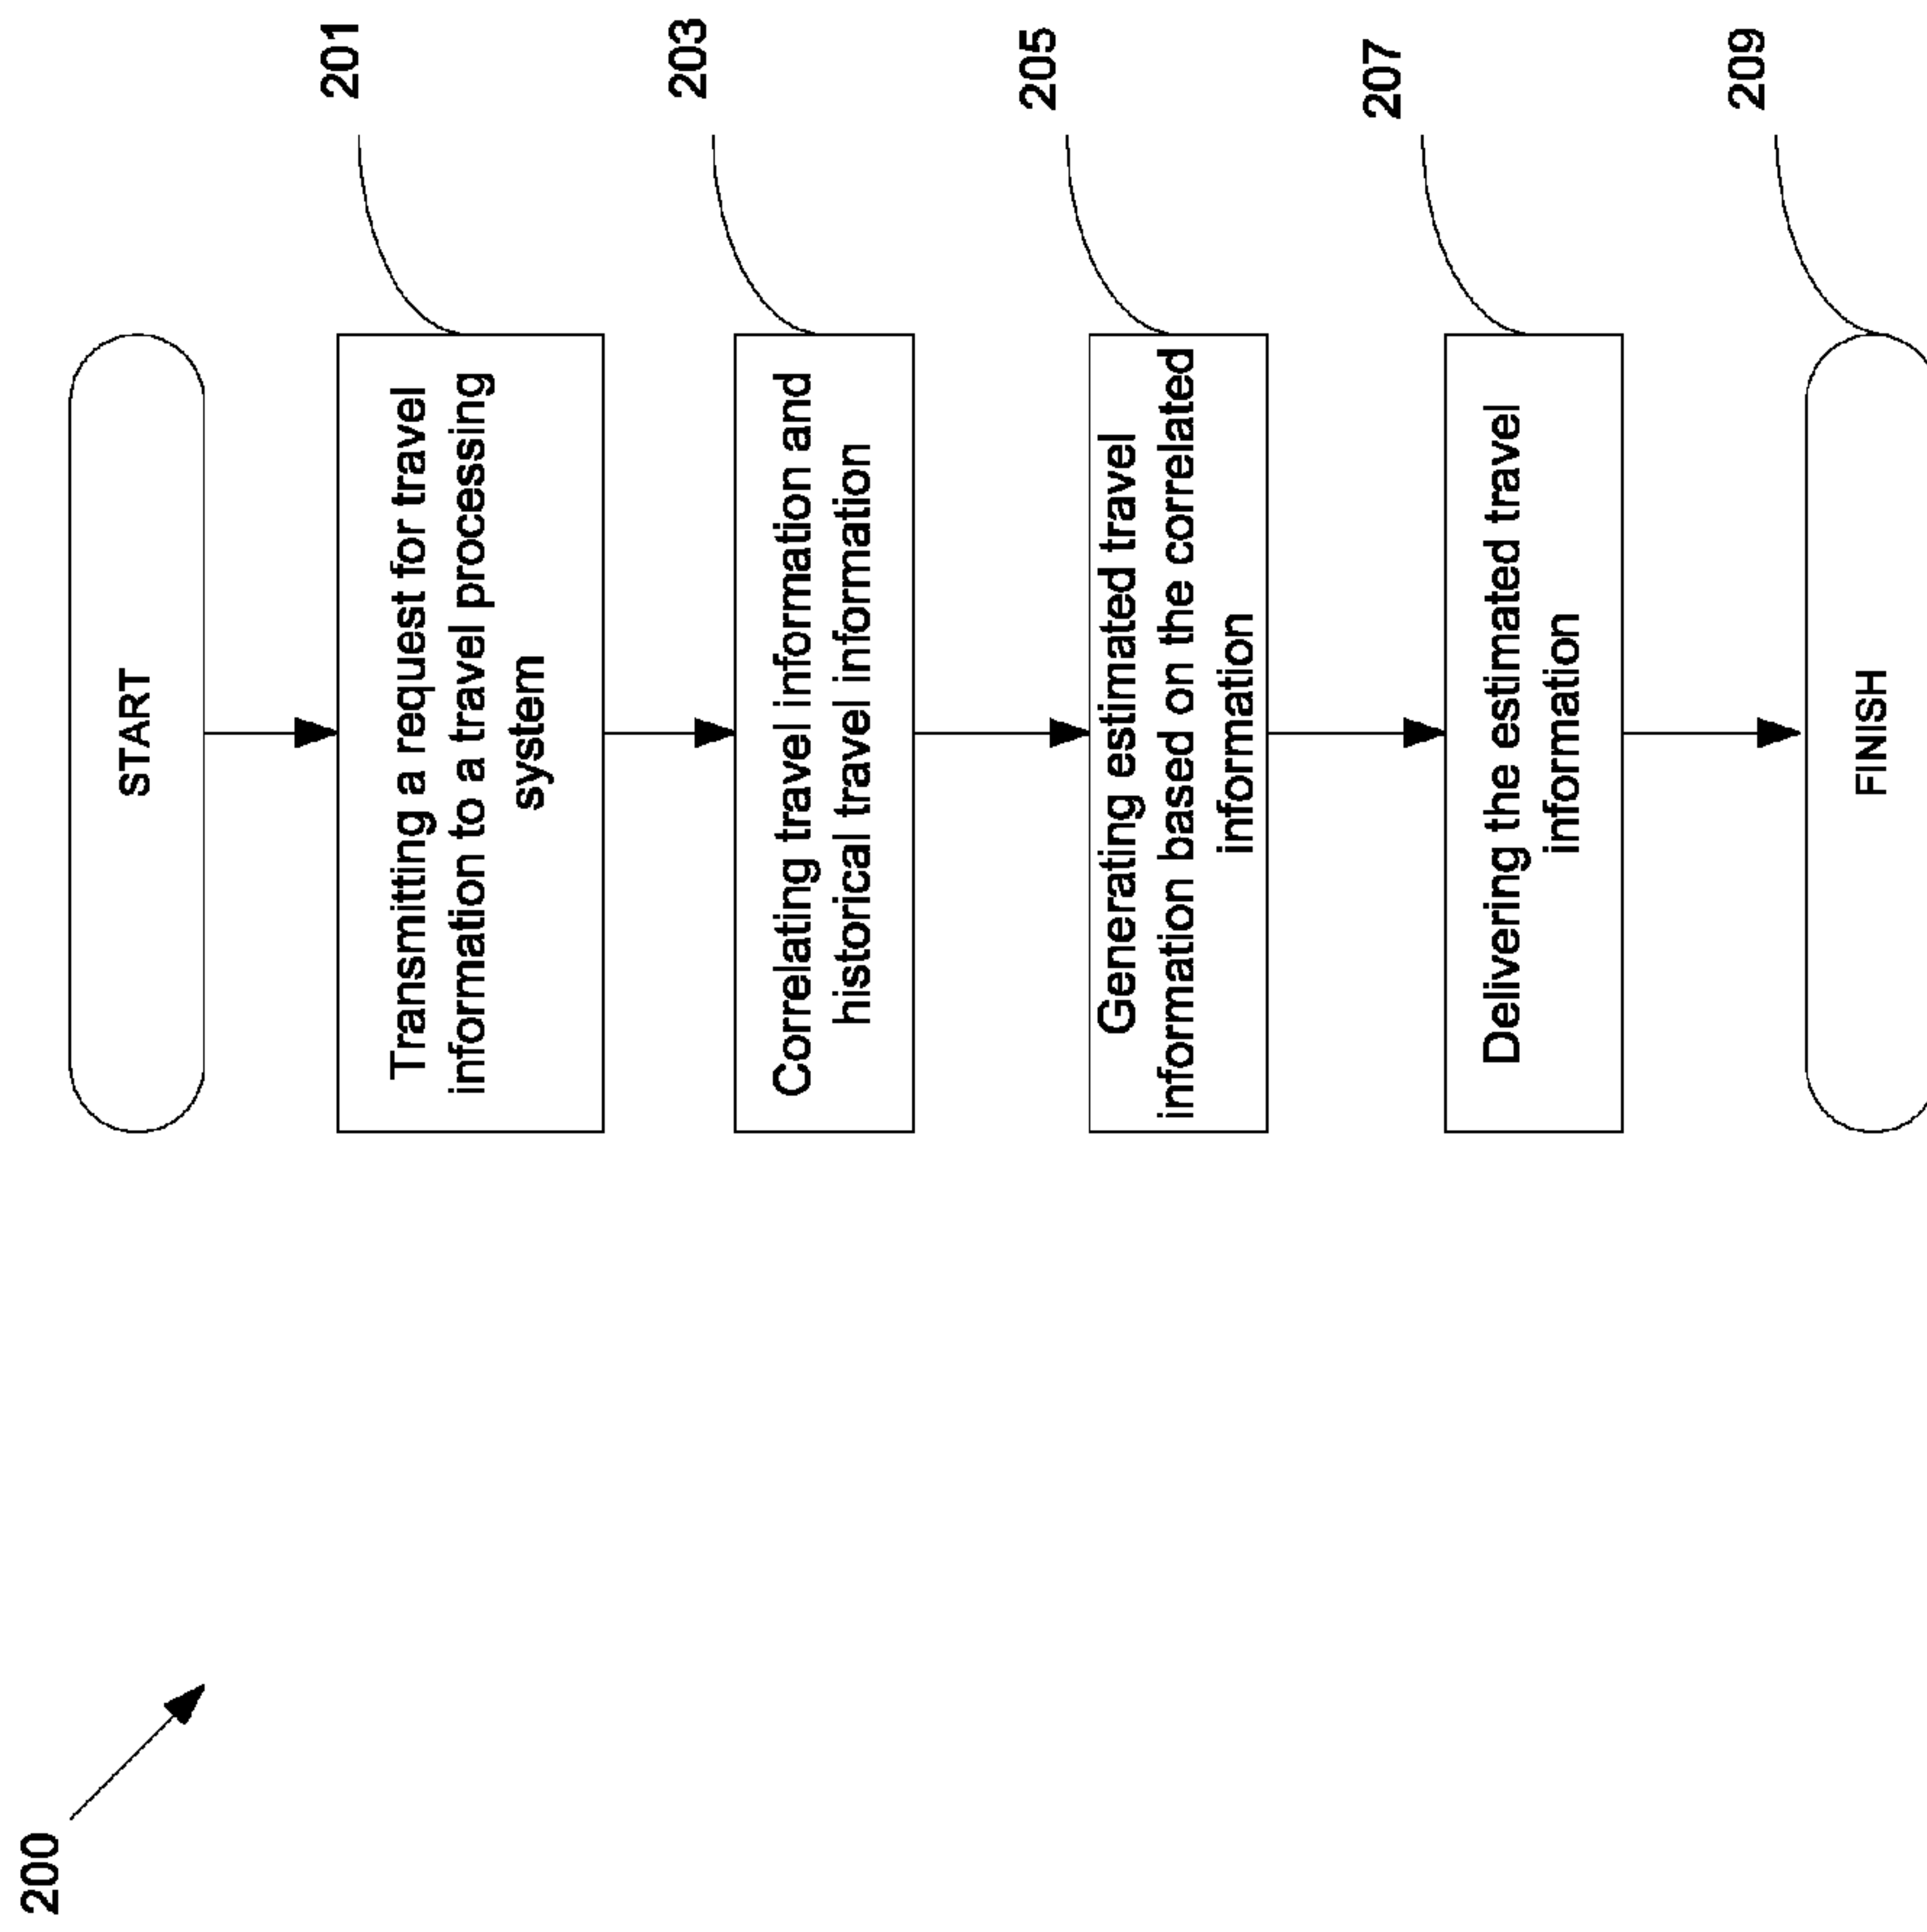 200
START
201
Transmitting a request for travel
information to a travel processing
system
203
Correlating travel information and
historical travel information
205
Generating estimated travel
information based on the correlated
information
207
Delivering the estimated travel
information
209
FINISH